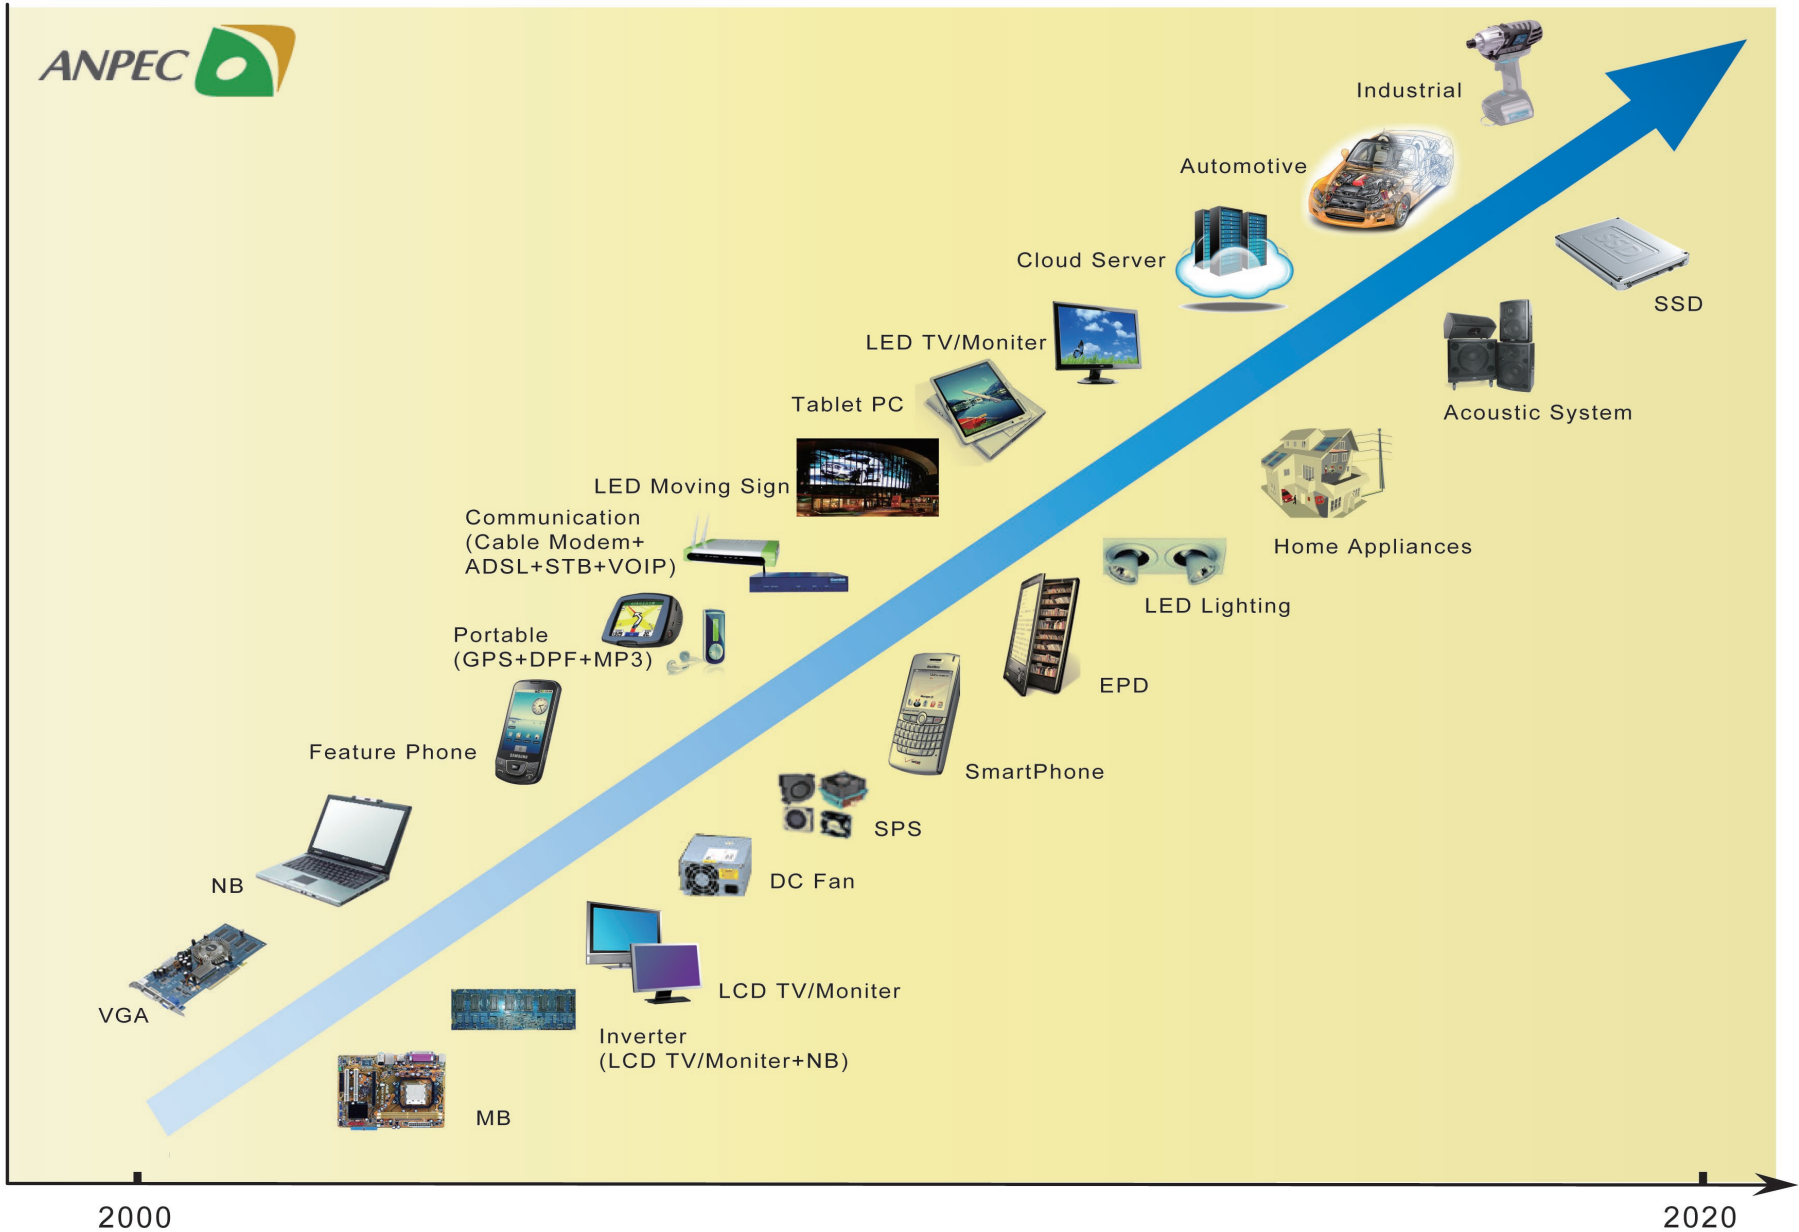 ANPEC
Industrial
Automotive
Cloud Server
SSD
LED TV/Moniter
Tablet PC
Acoustic System
LED Moving Sign
Communication
(Cable Modem+
ADSL+STB+VOIP)
Home Appliances
LED Lighting
Portable
(GPS+DPF+MP3)
EPD
Feature Phone
SmartPhone
SPS
NB
DC Fan
LCD TV/Moniter
VGA
Inverter
(LCD TV/Moniter+NB)
MB
2000
2020
SSD
SAMSUNG